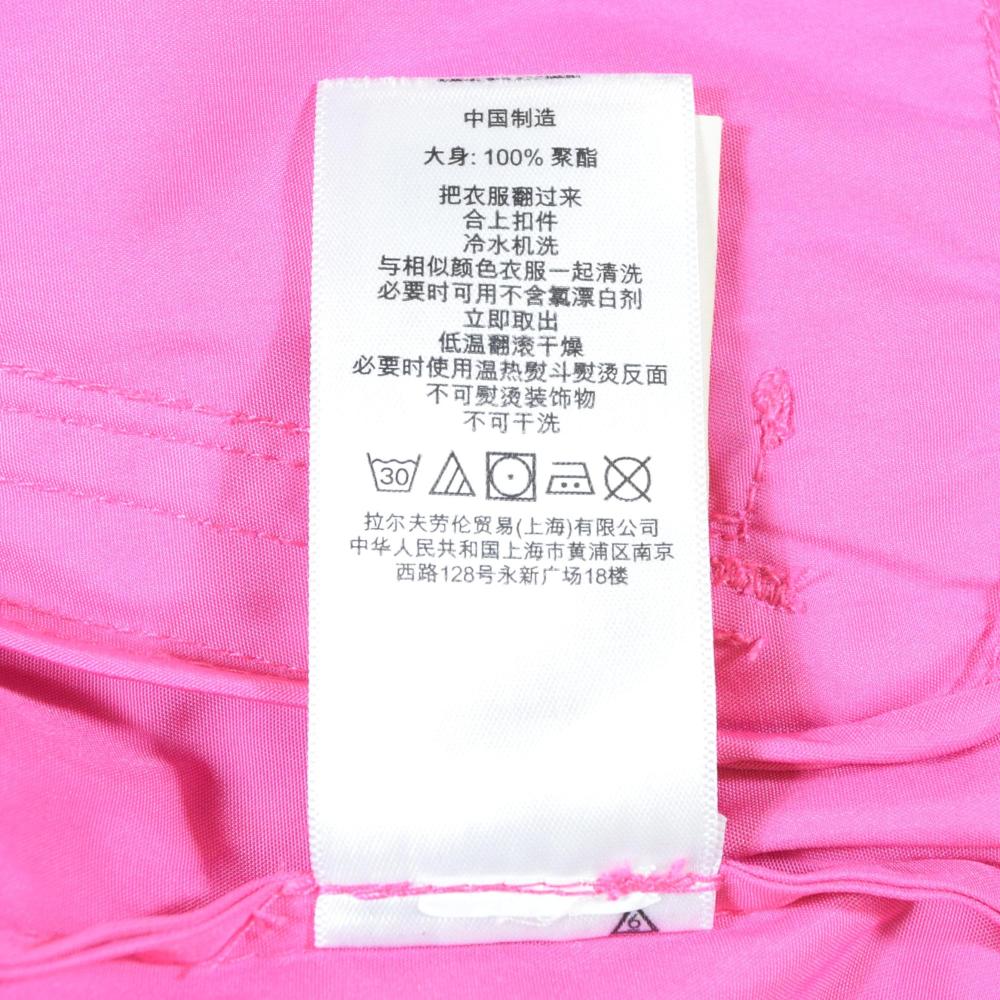 中国制造
大身: 100% 聚酯
把衣服翻过来
合上扣件
冷水机洗
与相似颜色衣服一起清洗
必要时可用不含氯漂白剂
立即取出
低温翻滚干燥
必要时使用温热熨斗熨烫反面
不可熨烫装饰物
不可干洗
30
拉尔夫劳伦贸易(上海)有限公司
中华人民共和国上海市黄浦区南京
西路128号永新广场18楼
6